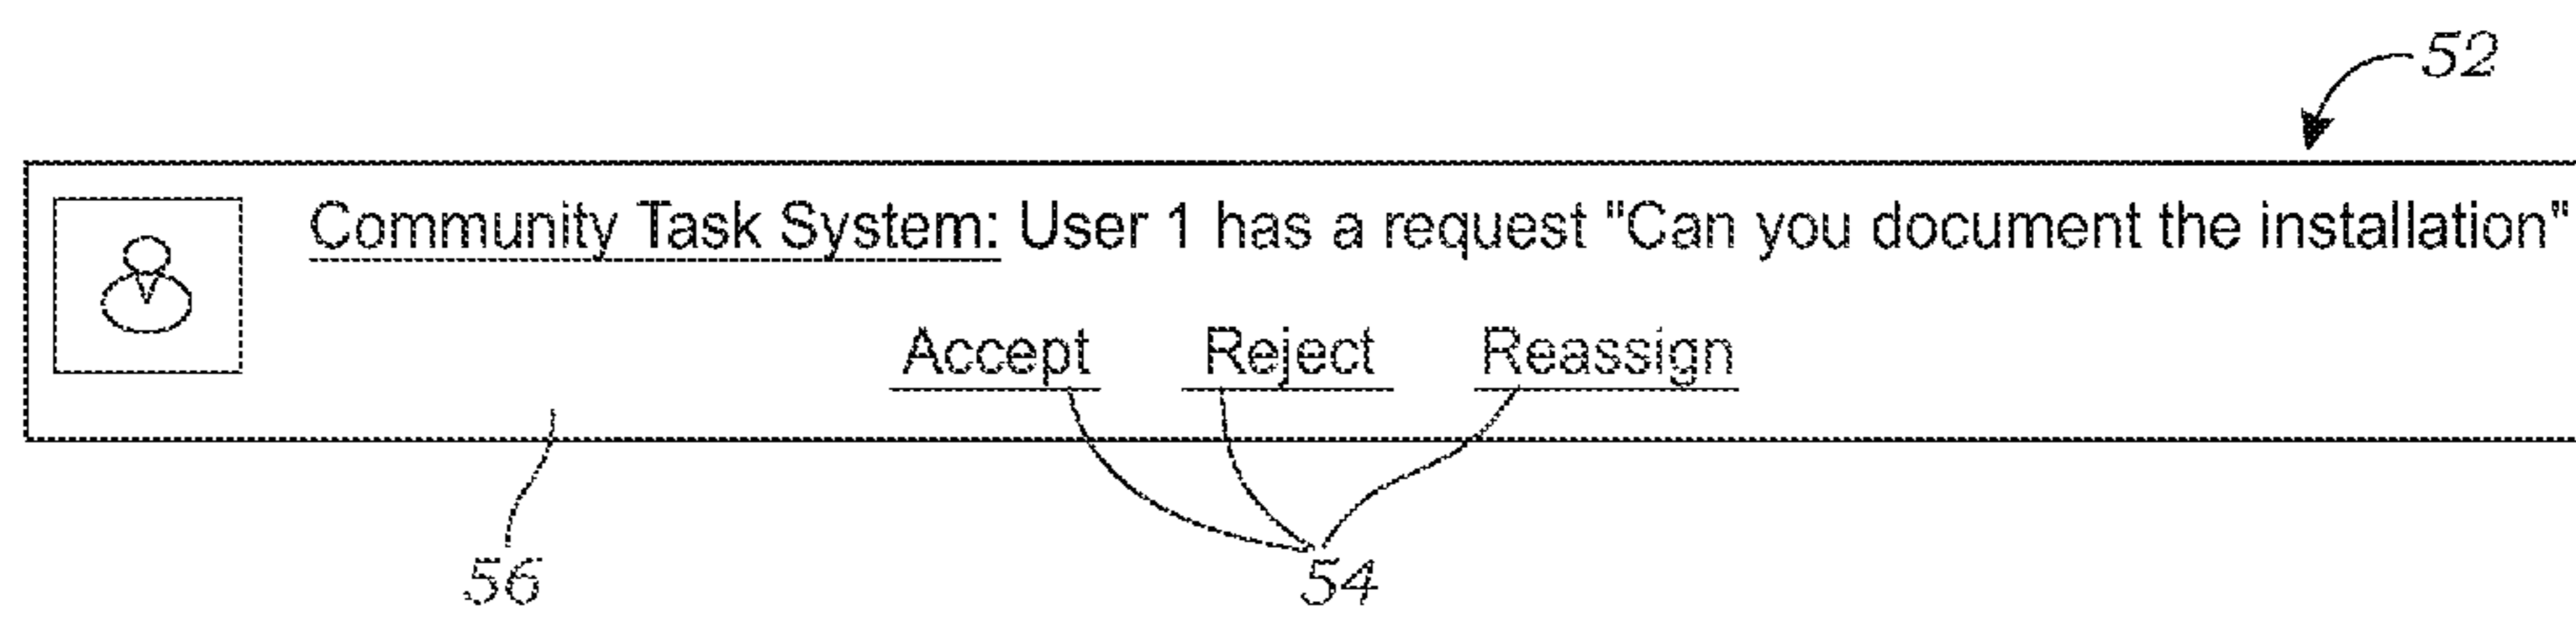 52
Community Task System: User 1 has a request "Can you document the installation"
Accept Reject Reassign
56 54